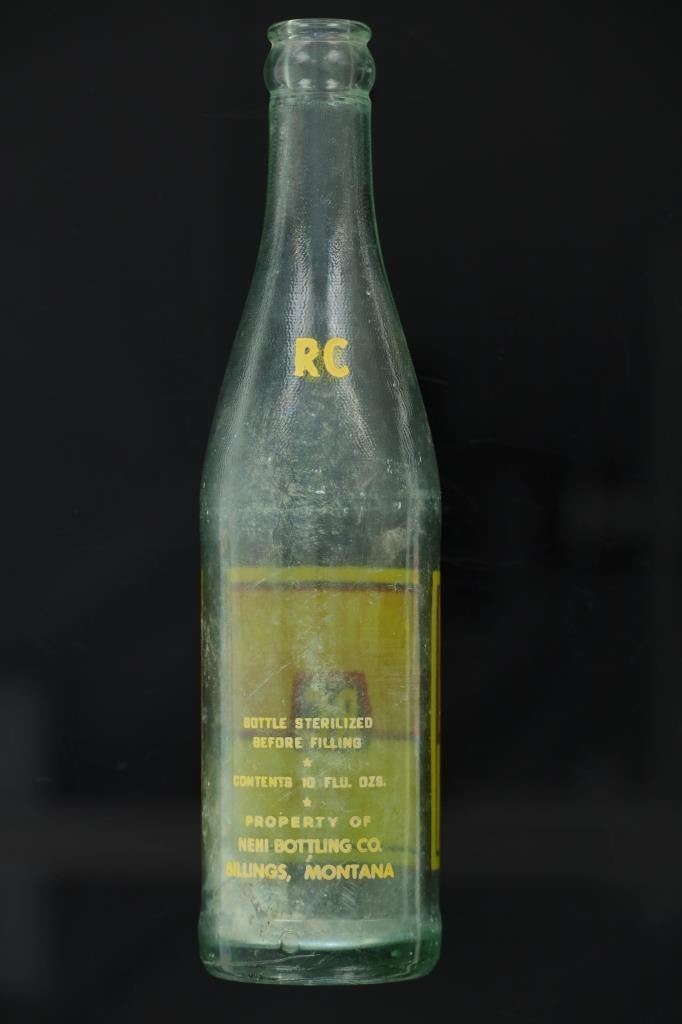 RC
BOTTLE STERILIZED
BEFORE FILLING
CONTENTS 10 FLU. OZS.
PROPERTY OF
NEHI BOTTLING CO.
BILLINGS, MONTANA